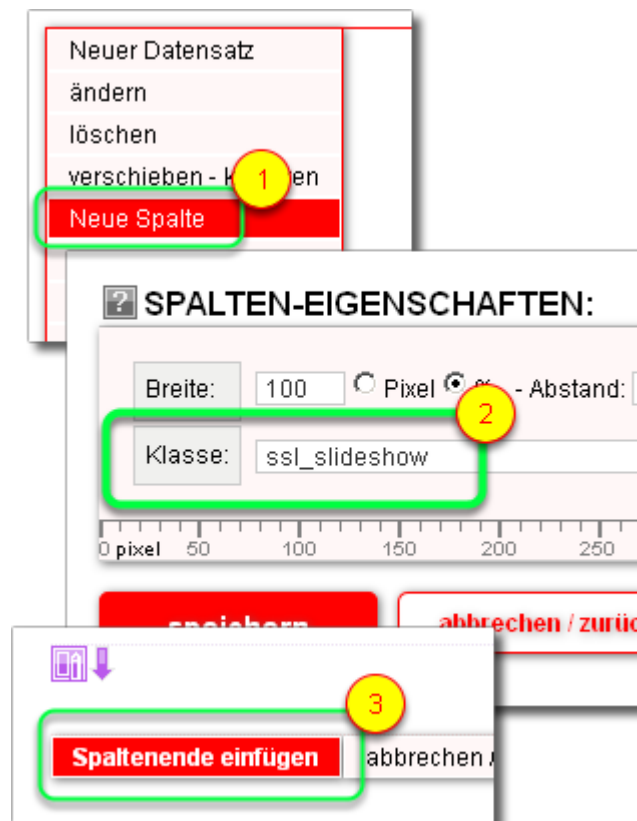 Neuer Datensatz
ändern
löschen
verschieben -
1
Neue Spalte
? SPALTEN-EIGENSCHAFTEN:
Breite: 100 Pixel % - Abstand:
2
Klasse: ssl_slideshow
0 pixel 50 100 150 200 250
speichern abbrechen / zurüc
3
Spaltenende einfügen abbrechen /